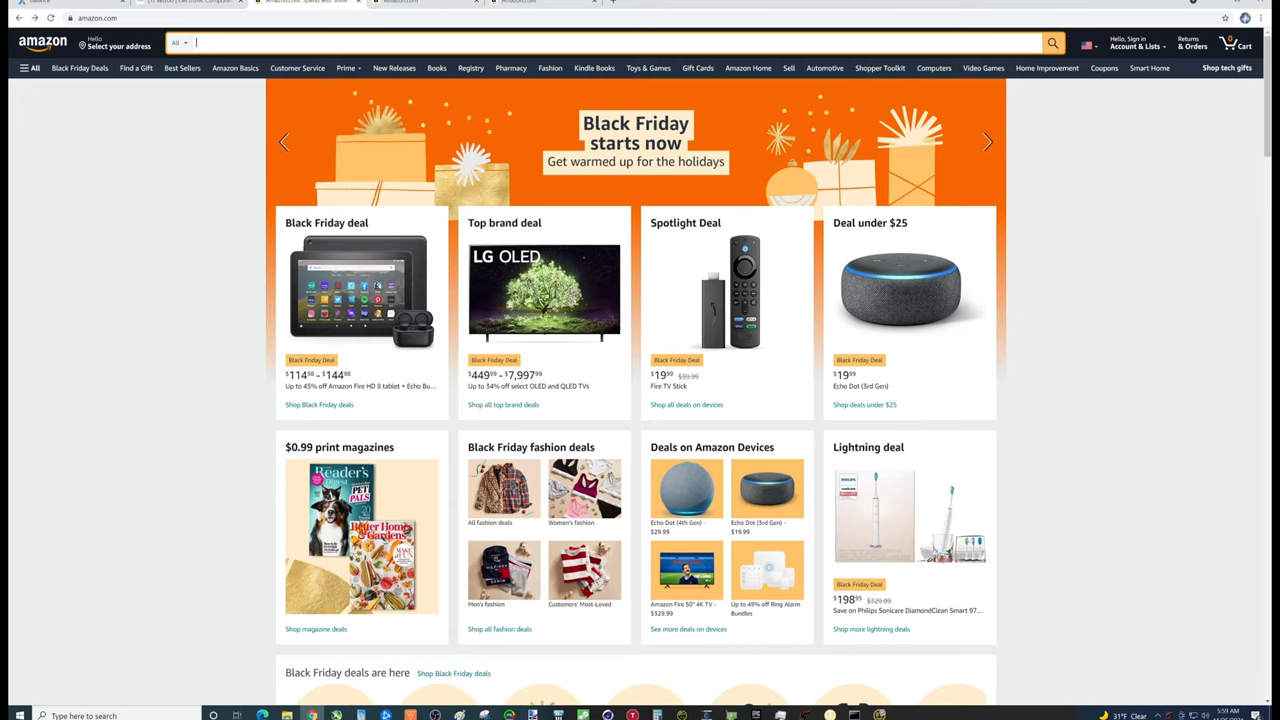 amazon.com
amazon
Hello
Select your address
All
Hello, Sign in
Account & Lists
Returns
& Orders
0
Cart
All
Black Friday Deals
Find a Gift
Best Sellers
Amazon Basics
Customer Service
Prime
New Releases
Books
Registry
Pharmacy
Fashion
Kindle Books
Toys & Games
Gift Cards
Amazon Home
Sell
Automotive
Shopper Toolkit
Computers
Video Games
Home Improvement
Coupons
Smart Home
Shop tech gifts
Black Friday
starts now
Get warmed up for the holidays
Black Friday deal
Black Friday Deal
$114.98 - $144.98
Up to 45% off Amazon Fire HD 8 tablet + Echo Bu...
Shop Black Friday deals
Top brand deal
LG OLED
Black Friday Deal
$449.99 - $7,997.99
Up to 34% off select OLED and QLED TVs
Shop all top brand deals
Spotlight Deal
Black Friday Deal
$19.99 $39.99
Fire TV Stick
Shop all deals on devices
Deal under $25
Black Friday Deal
$19.99
Echo Dot (3rd Gen)
Shop deals under $25
$0.99 print magazines
Reader's
Digest
PET
PALS
Better Homes
& Gardens
Shop magazine deals
Black Friday fashion deals
All fashion deals
Women's fashion
Men's fashion
Customers' Most-Loved
Shop all fashion deals
Deals on Amazon Devices
Echo Dot (4th Gen) -
$29.99
Echo Dot (3rd Gen) -
$19.99
Amazon Fire 50" 4K TV -
$329.99
Up to 49% off Ring Alarm
Bundles
See more deals on devices
Lightning deal
PHILIPS
Black Friday Deal
$198.95 $329.99
Save on Philips Sonicare DiamondClean Smart 97...
Shop more lightning deals
Black Friday deals are here
Shop Black Friday deals
Type here to search
31°F Clear
5:59 AM